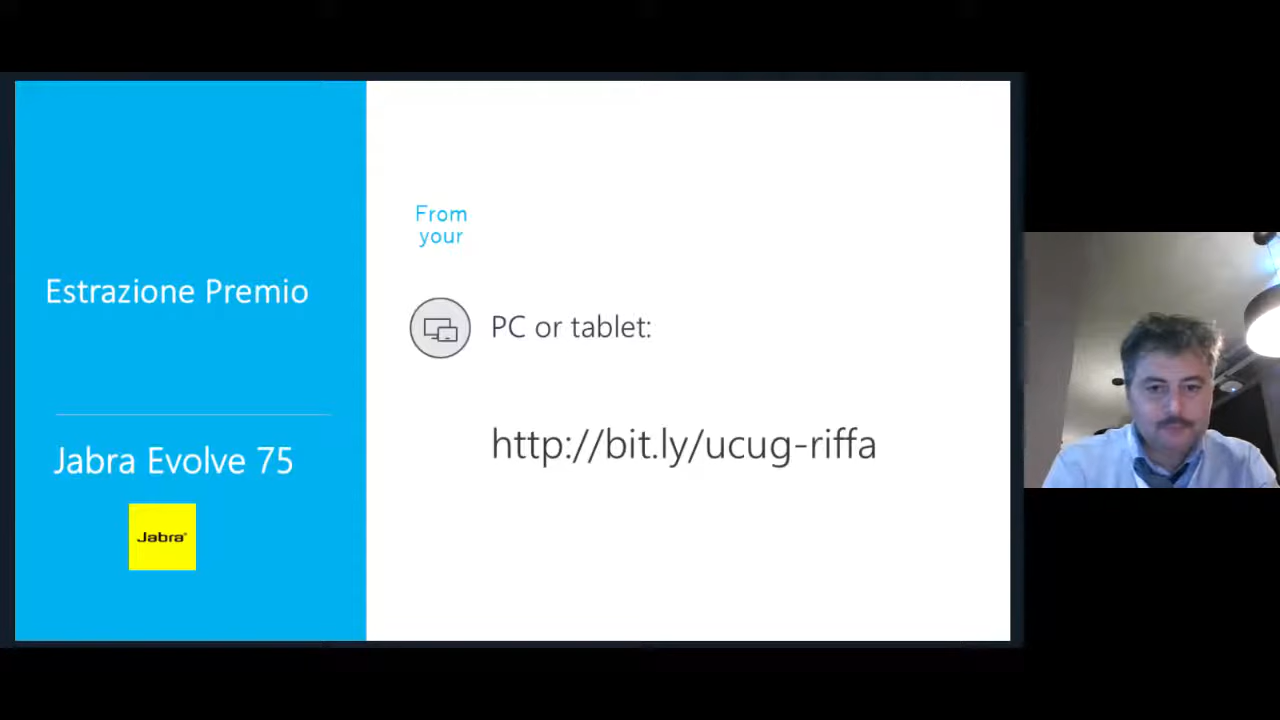 Estrazione Premio
Jabra Evolve 75
Jabra®
From
your
PC or tablet:
http://bit.ly/ucug-riffa